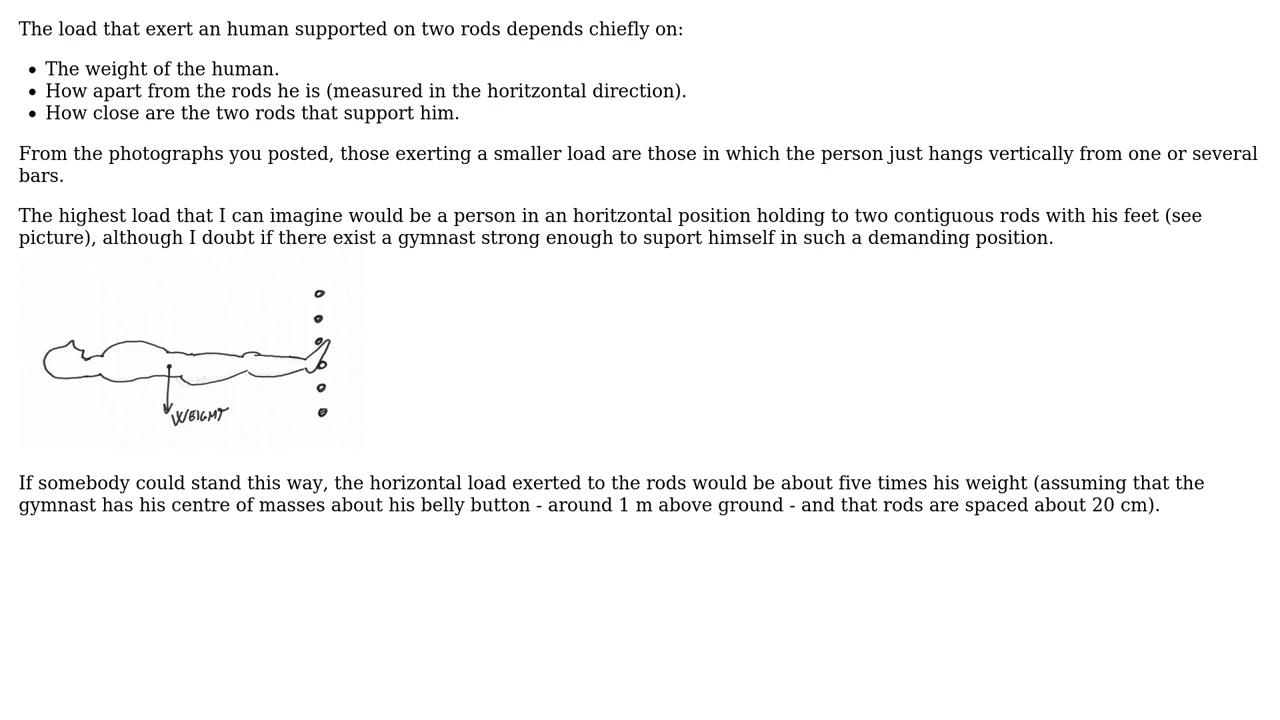 The load that exert an human supported on two rods depends chiefly on:
• The weight of the human.
• How apart from the rods he is (measured in the horitzontal direction).
• How close are the two rods that support him.
From the photographs you posted, those exerting a smaller load are those in which the person just hangs vertically from one or several
bars.
The highest load that I can imagine would be a person in an horitzontal position holding to two contiguous rods with his feet (see
picture), although I doubt if there exist a gymnast strong enough to suport himself in such a demanding position.
WEIGHT
If somebody could stand this way, the horizontal load exerted to the rods would be about five times his weight (assuming that the
gymnast has his centre of masses about his belly button - around 1 m above ground - and that rods are spaced about 20 cm).